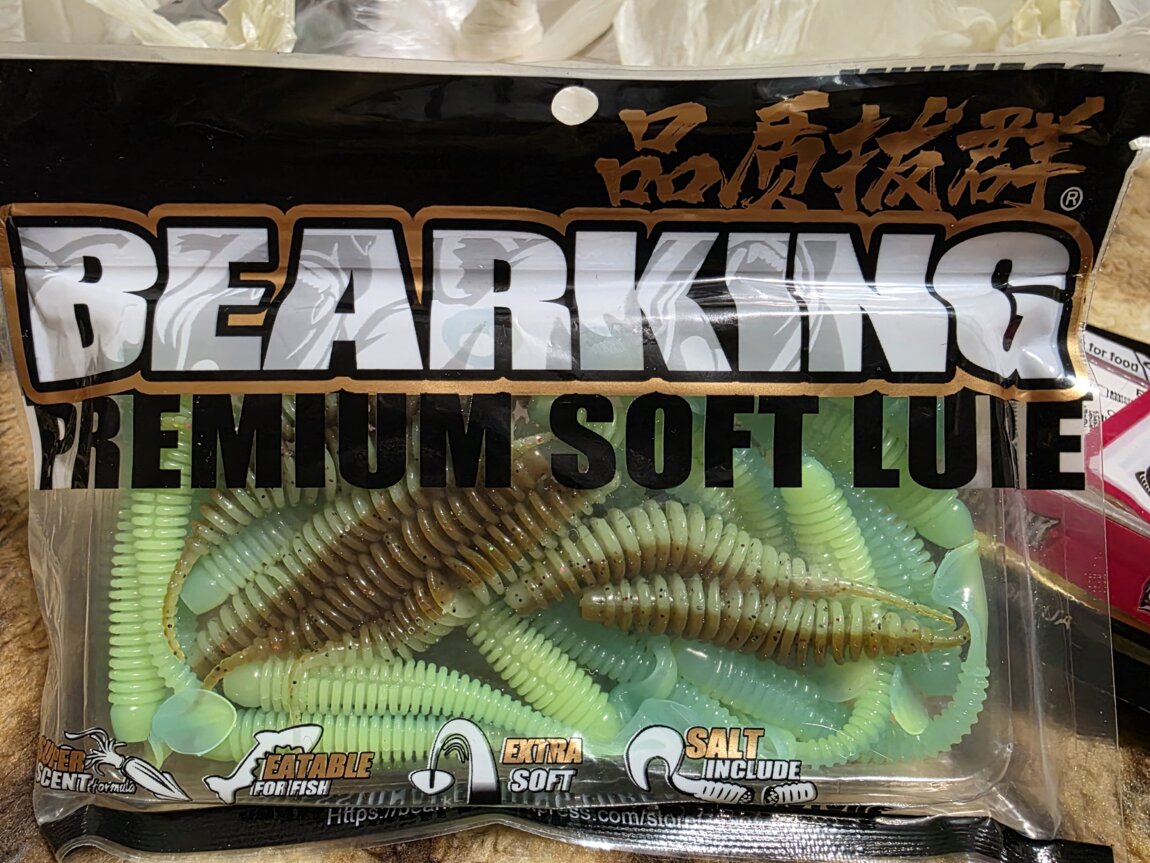 品质拔群®
BEARKING
PREMIUM SOFT LURE
for food
SUPER SCENT formula
EATABLE FOR FISH
EXTRA SOFT
SALT INCLUDE